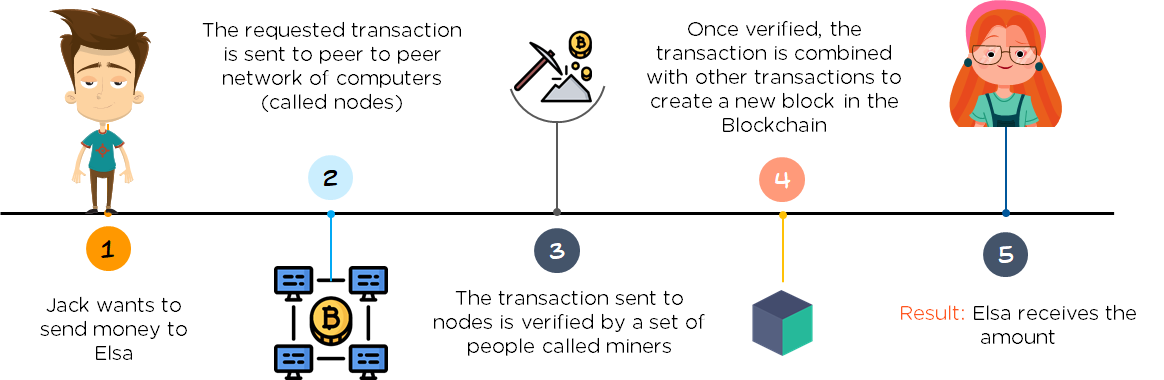 1
Jack wants to
send money to
Elsa
The requested transaction
is sent to peer to peer
network of computers
(called nodes)
2
3
The transaction sent to
nodes is verified by a set of
people called miners
Once verified, the
transaction is combined
with other transactions to
create a new block in the
Blockchain
4
5
Result: Elsa receives the
amount